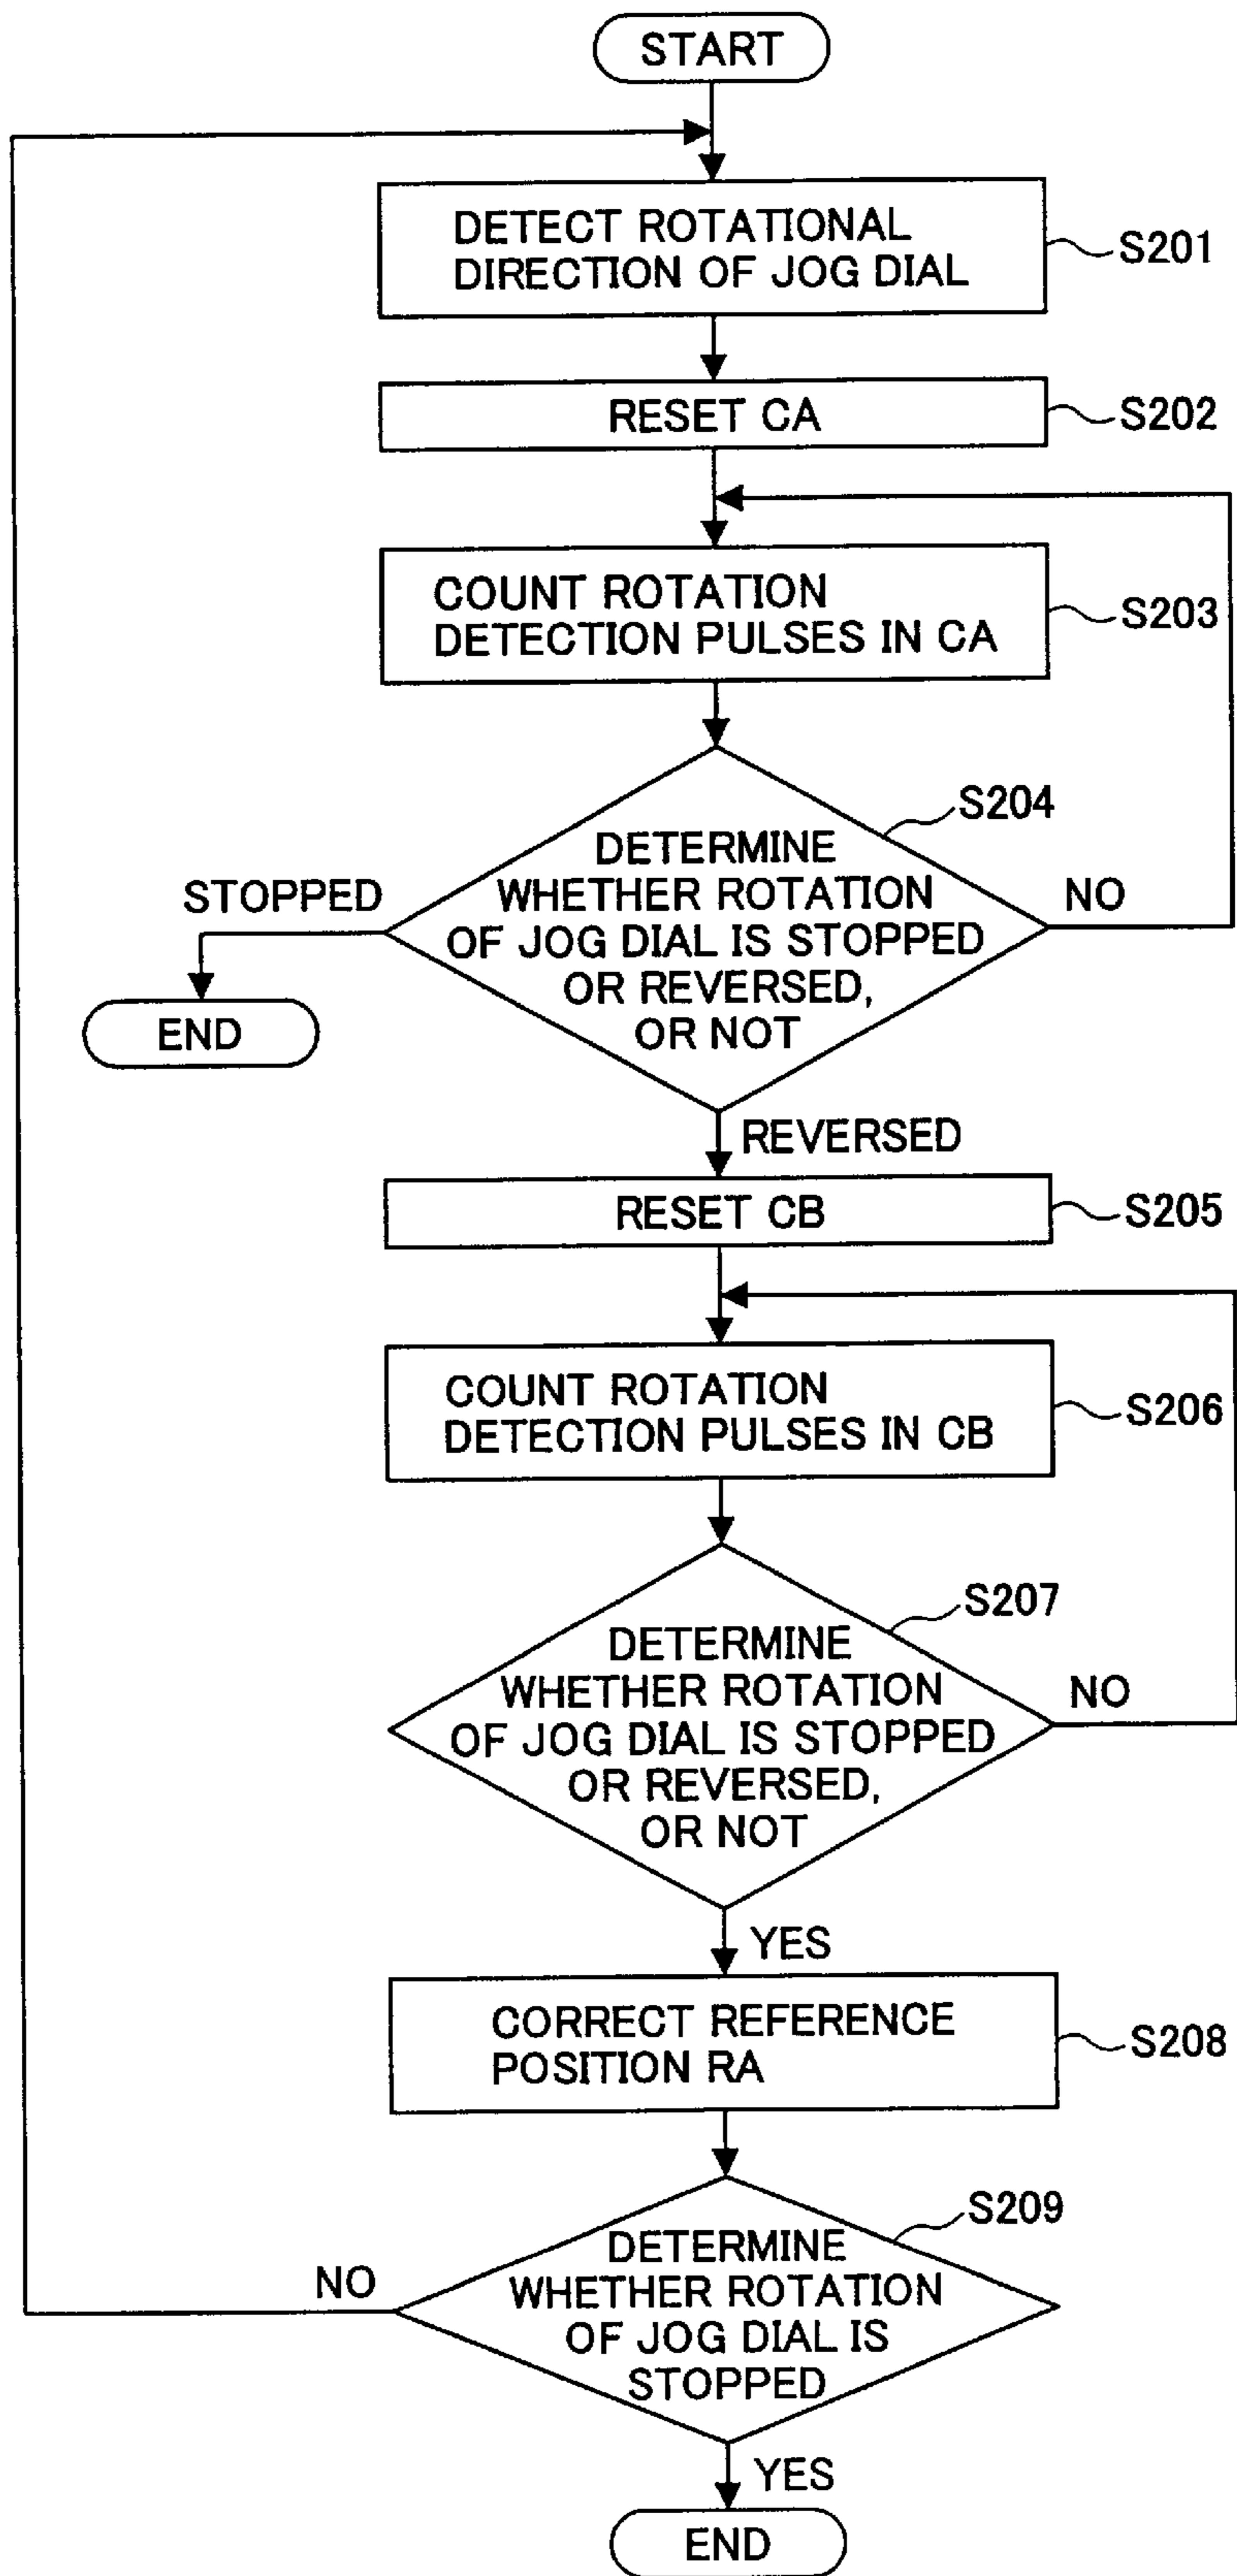 START
DETECT ROTATIONAL
DIRECTION OF JOG DIAL
S201
RESET CA
S202
COUNT ROTATION
DETECTION PULSES IN CA
S203
S204
DETERMINE
WHETHER ROTATION
OF JOG DIAL IS STOPPED
OR REVERSED,
OR NOT
STOPPED
NO
END
REVERSED
RESET CB
S205
COUNT ROTATION
DETECTION PULSES IN CB
S206
S207
DETERMINE
WHETHER ROTATION
OF JOG DIAL IS STOPPED
OR REVERSED,
OR NOT
NO
YES
CORRECT REFERENCE
POSITION RA
S208
S209
DETERMINE
WHETHER ROTATION
OF JOG DIAL IS
STOPPED
NO
YES
END